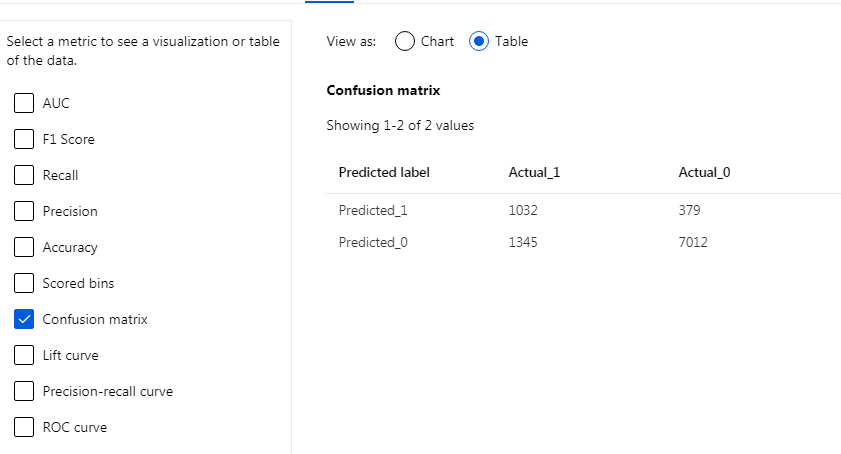 Select a metric to see a visualization or table
of the data.
AUC
F1 Score
Recall
Precision
Accuracy
Scored bins
Confusion matrix
Lift curve
Precision-recall curve
ROC curve
View as: Chart Table
Confusion matrix
Showing 1-2 of 2 values
Predicted label Actual_1 Actual_0
Predicted_1 1032 379
Predicted_0 1345 7012